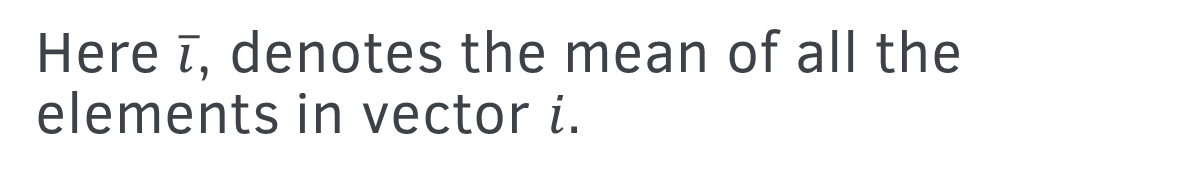 Here ī, denotes the mean of all the
elements in vector i.